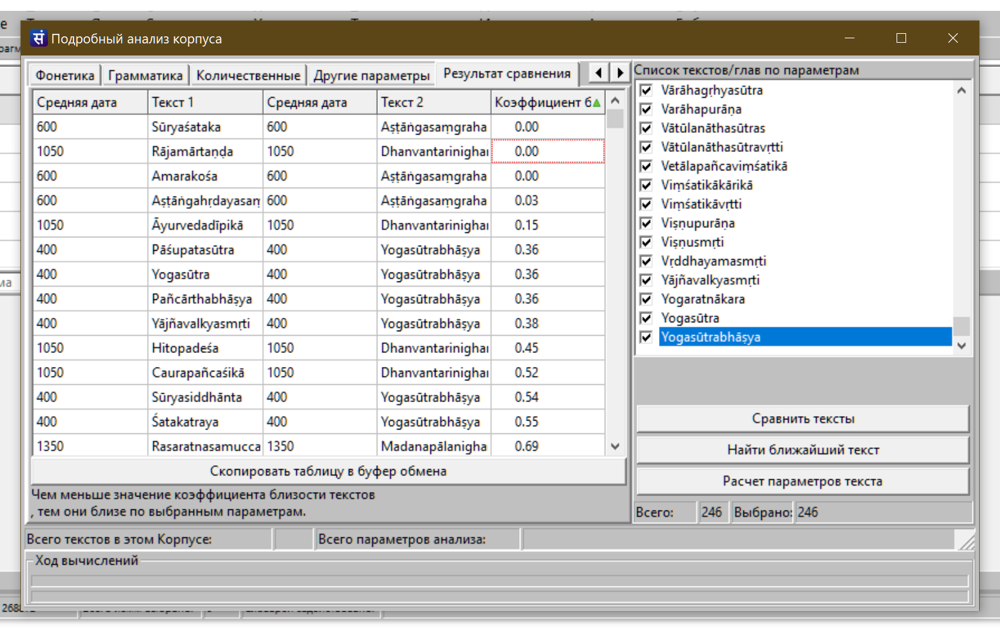 सं Подробный анализ корпуса
Фонетика Грамматика Количественные Другие параметры Результат сравнения
Средняя дата Текст 1 Средняя дата Текст 2 Коэффициент б
600 Sūryaśataka 600 Aṣṭāṅgasaṃgraha 0.00
1050 Rājamārtaṇḍa 1050 Dhanvantarinigha 0.00
600 Amarakośa 600 Aṣṭāṅgasaṃgraha 0.00
600 Aṣṭāṅgahṛdayasaṃ 600 Aṣṭāṅgasaṃgraha 0.03
1050 Āyurvedadīpikā 1050 Dhanvantarinigha 0.15
400 Pāśupatasūtra 400 Yogasūtrabhāṣya 0.36
400 Yogasūtra 400 Yogasūtrabhāṣya 0.36
400 Pañcārthabhāṣya 400 Yogasūtrabhāṣya 0.36
400 Yājñavalkyasmṛti 400 Yogasūtrabhāṣya 0.38
1050 Hitopadeśa 1050 Dhanvantarinigha 0.45
1050 Caurapañcaśikā 1050 Dhanvantarinigha 0.52
400 Sūryasiddhānta 400 Yogasūtrabhāṣya 0.54
400 Śatakatraya 400 Yogasūtrabhāṣya 0.55
1350 Rasaratnasamucca 1350 Madanapālanigha 0.69
Скопировать таблицу в буфер обмена
Чем меньше значение коэффициента близости текстов
, тем они близе по выбранным параметрам.
Список текстов/глав по параметрам
Vārāhagṛhyasūtra
Varāhapurāṇa
Vātūlanāthasūtras
Vātūlanāthasūtravṛtti
Vetālapañcaviṃśatikā
Viṃśatikākārikā
Viṃśatikāvṛtti
Viṣṇupurāṇa
Viṣṇusmṛti
Vṛddhayamasmṛti
Yājñavalkyasmṛti
Yogaratnākara
Yogasūtra
Yogasūtrabhāṣya
Сравнить тексты
Найти ближайший текст
Расчет параметров текста
Всего: 246 Выбрано: 246
Всего текстов в этом Корпусе: Всего параметров анализа:
Ход вычислений